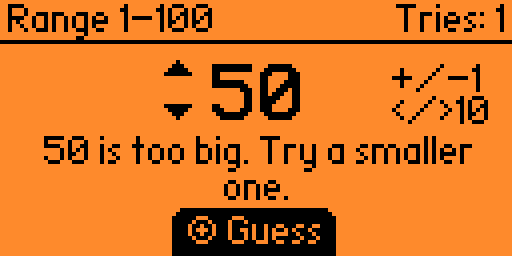 Range 1-100 Tries: 1
50 +/-1
</>10
50 is too big. Try a smaller
one.
Guess